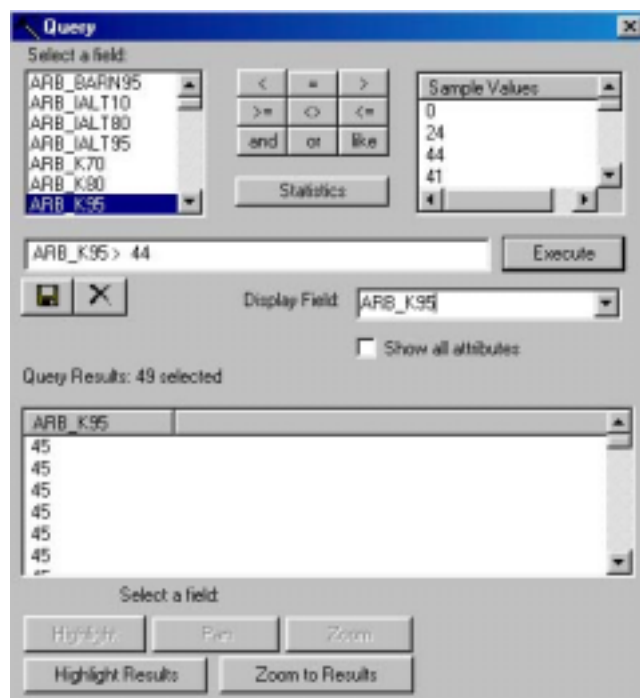 Query
Select a field:
ARB_BARN95
ARB_IALT10
ARB_IALT80
ARB_IALT95
ARB_K70
ARB_K80
ARB_K95
< = >
>= <> <=
and or like
Statistics
Sample Values
0
24
44
41
ARB_K95 > 44
Execute
Display Field:
ARB_K95
Show all attributes
Query Results: 49 selected
ARB_K95
45
45
45
45
45
45
45
Select a field:
Highlight Pan Zoom
Highlight Results Zoom to Results